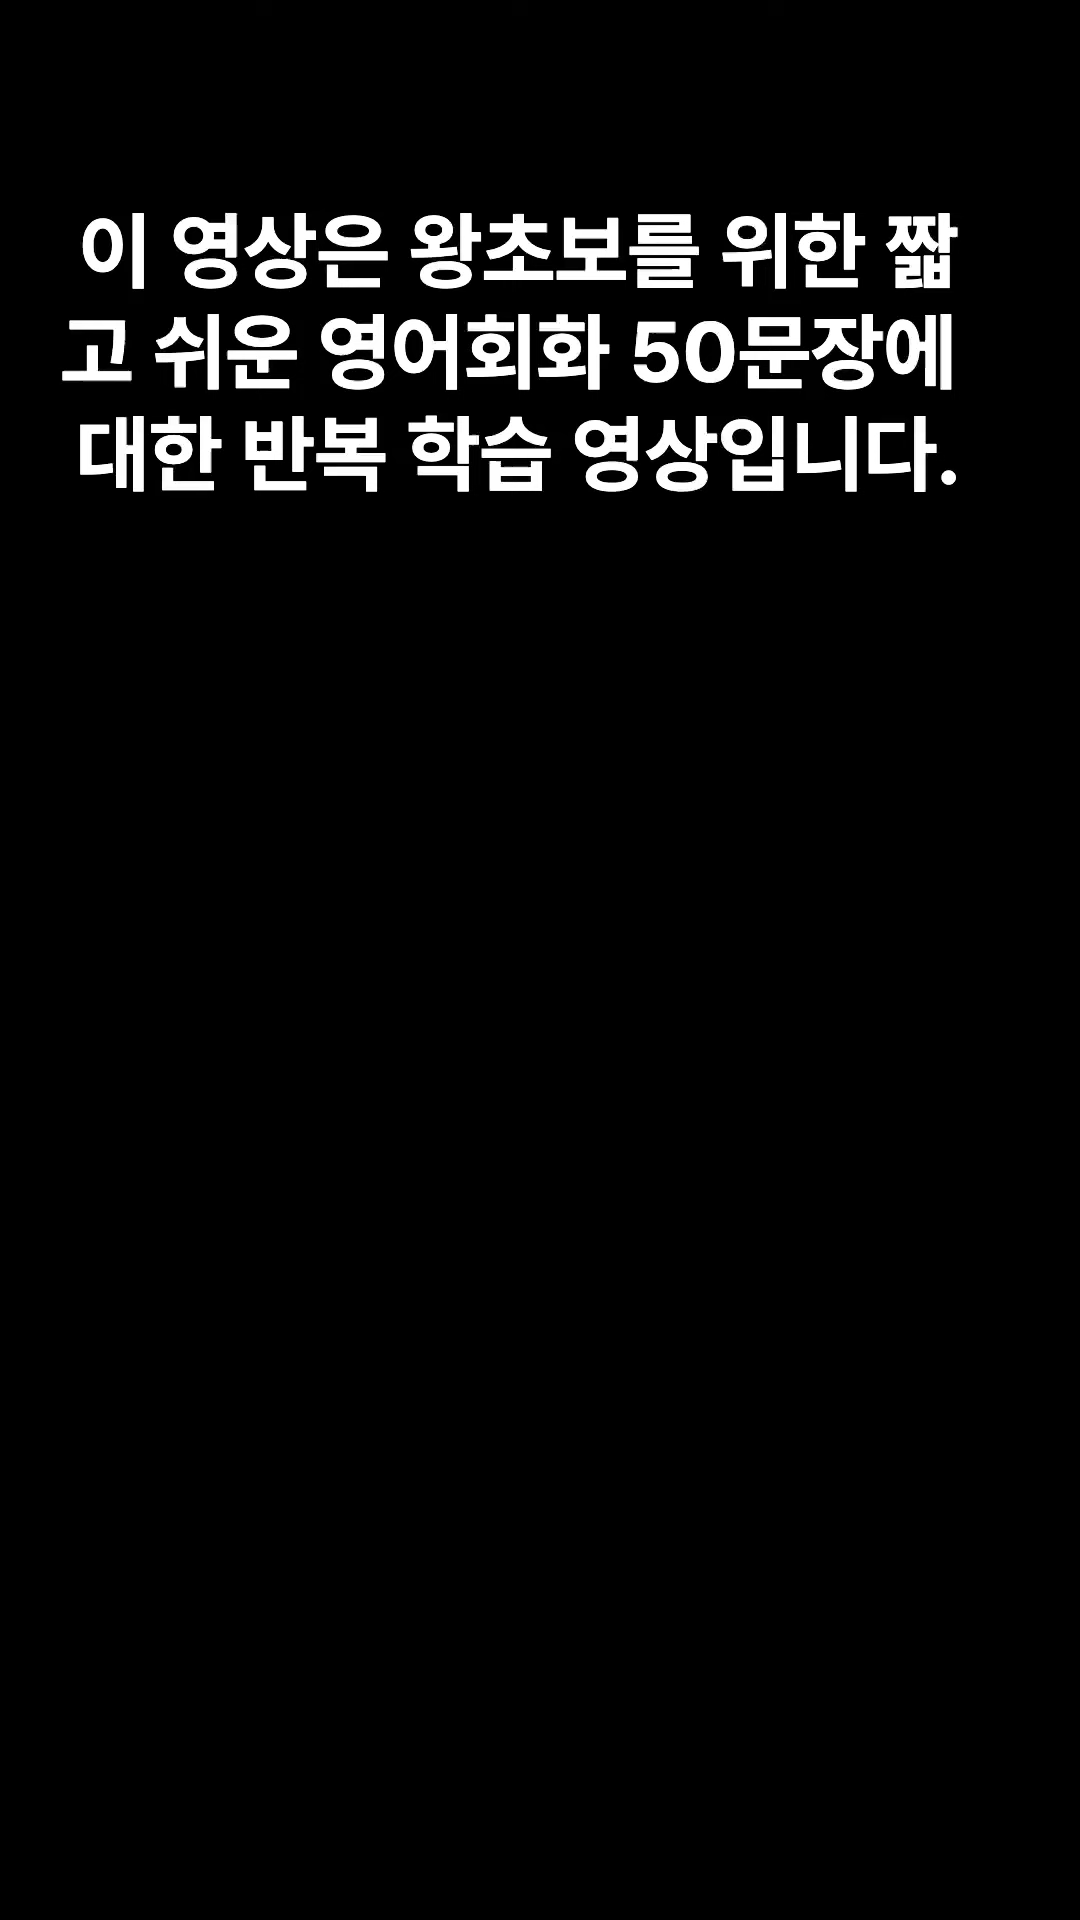 이 영상은 왕초보를 위한 짧
고 쉬운 영어회화 50문장에
대한 반복 학습 영상입니다.